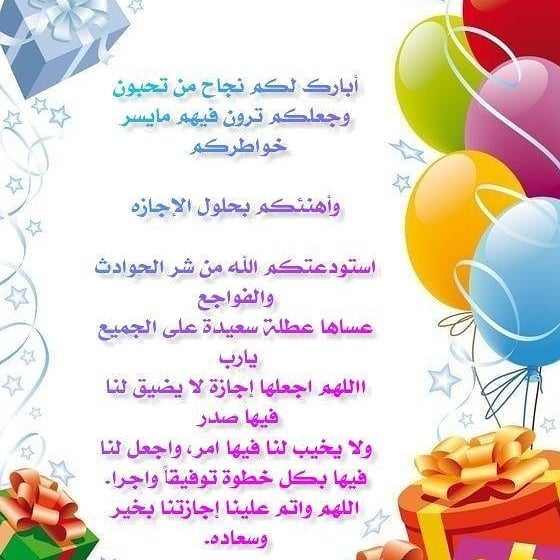 أبارك لكم نجاح من تحبون
وجعلكم ترون فيهم مايسر
خواطركم
وأهنئكم بحلول الإجازه
استودعتكم الله من شر الحوادث
والفواجع
عساها عطلة سعيدة على الجميع
يارب
االلهم اجعلها إجازة لا يضيق لنا
فيها صدر
ولا يخيب لنا فيها امر، واجعل لنا
فيها بكل خطوة توفيقاً واجرا.
اللهم واتم علينا إجازتنا بخير
وسعاده.